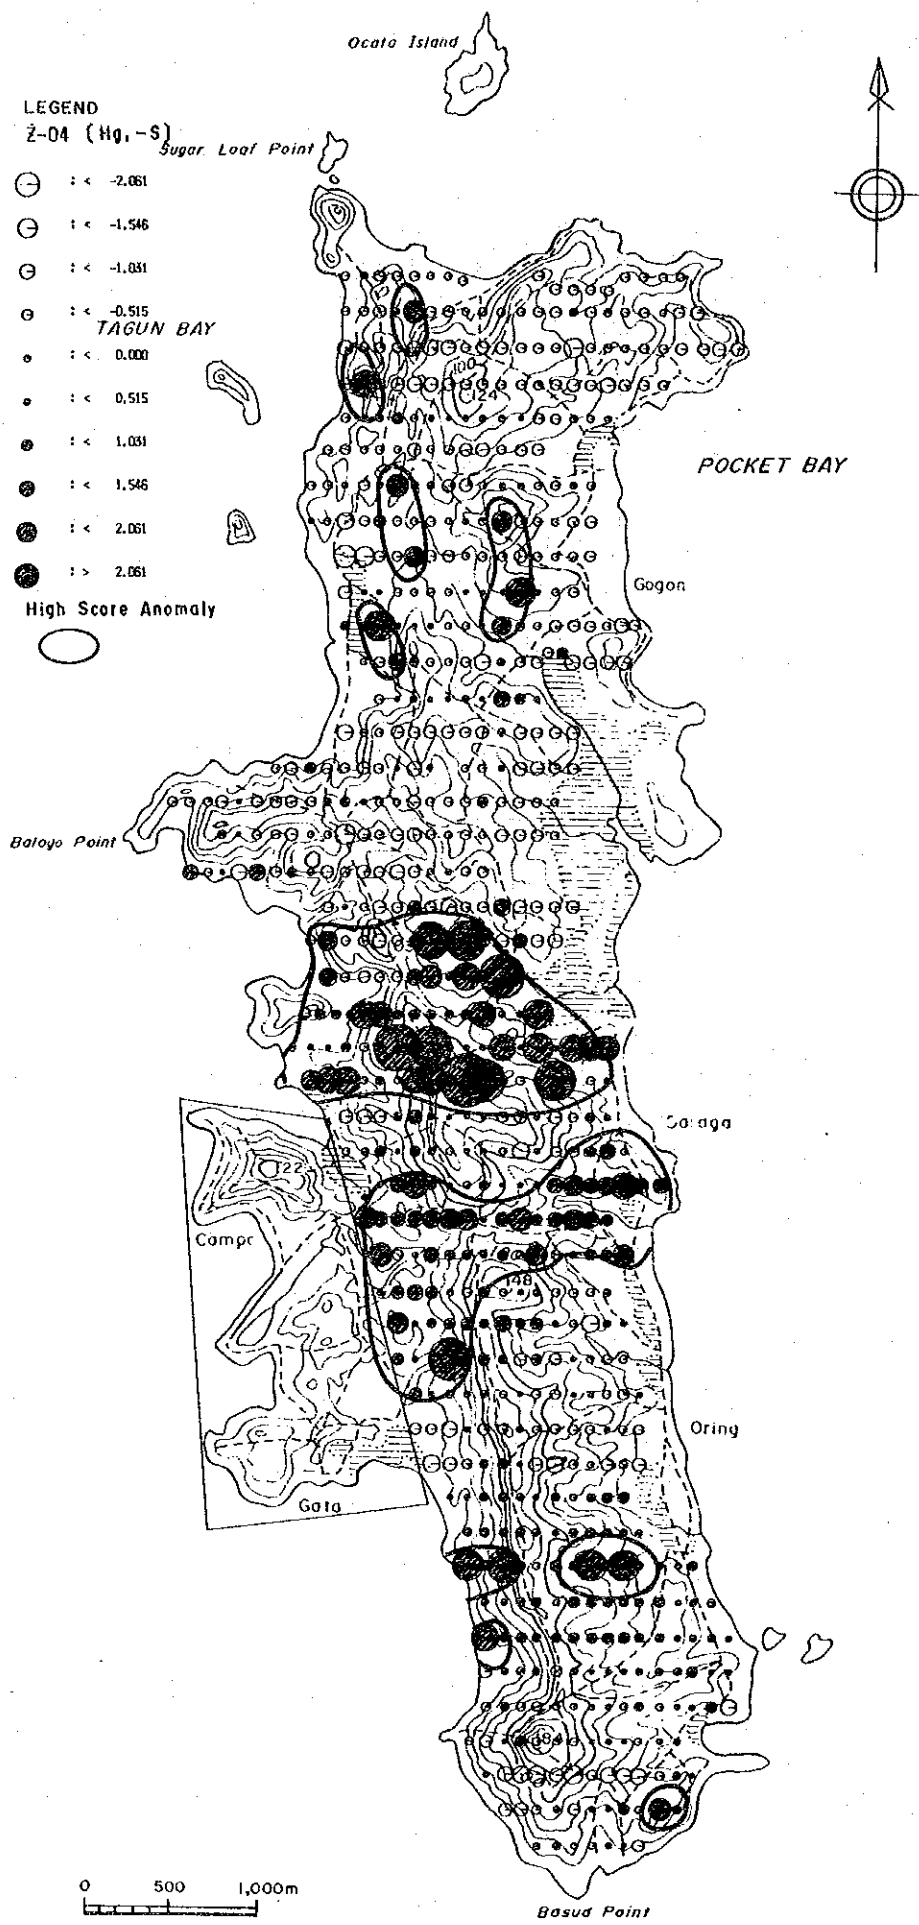 Ocata Island
LEGEND
Z-04 (Hg, -S)
Sugar Loaf Point
: < -2.061
: < -1.546
: < -1.031
: < -0.515
TAGUN BAY
: < 0.000
: < 0.515
: < 1.031
: < 1.546
: < 2.061
: > 2.061
High Score Anomaly
100
124
POCKET BAY
Gogon
Baloyo Point
122
Campo
148
Oring
Gata
184
0 500 1,000m
Basud Point